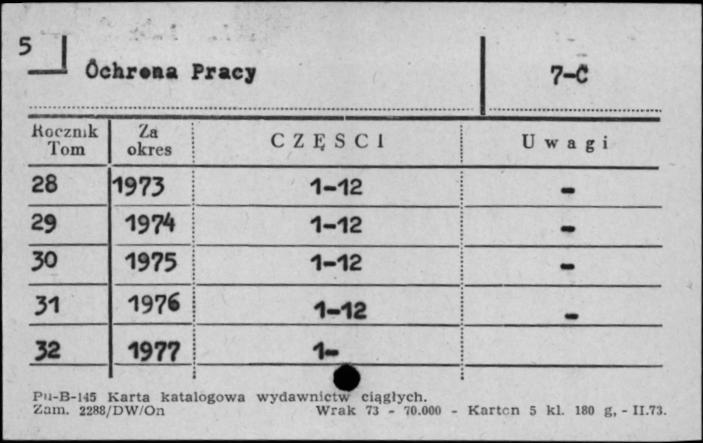 5
Ochrona Pracy 7-C
Rocznik Za CZĘŚCI Uwagi
Tom okres
28 1973 1-12 -
29 1974 1-12 -
30 1975 1-12 -
31 1976 1-12 -
32 1977 1-
Pu-B-145 Karta katalogowa wydawnictw ciągłych.
Zam. 2288/DW/On Wrak 73 - 70.000 - Karton 5 kl. 180 g, - II.73.